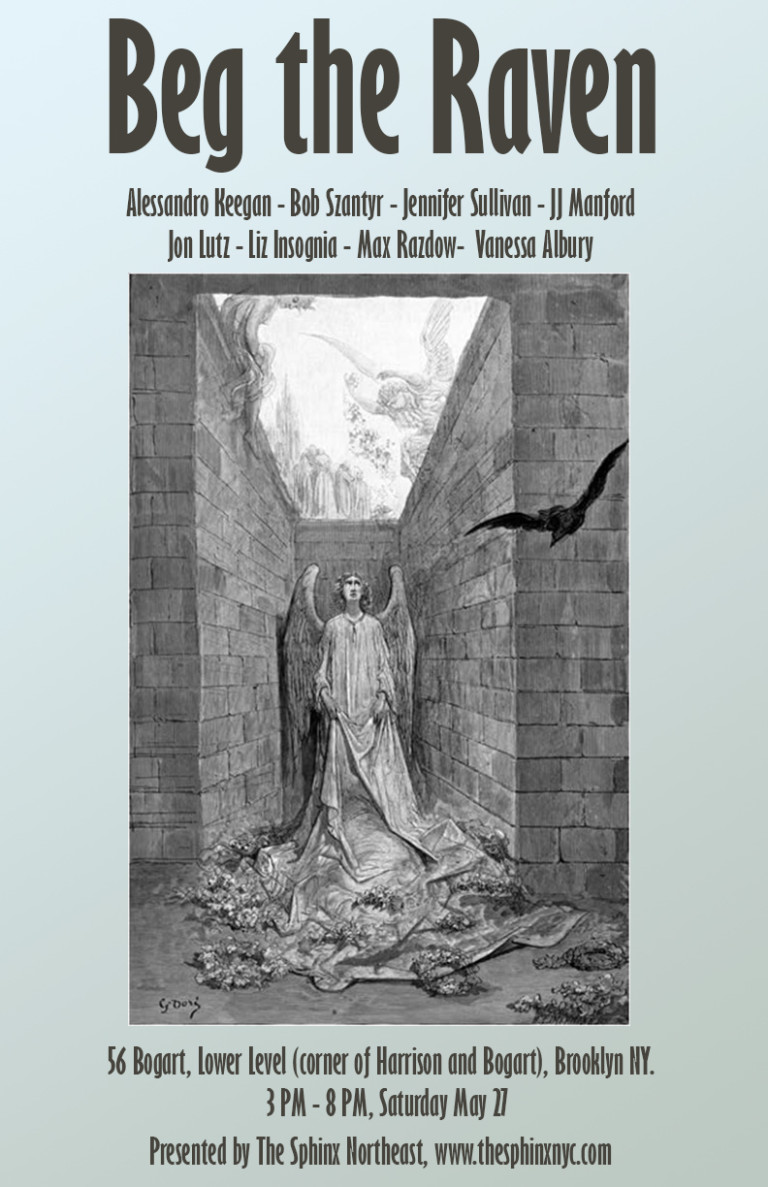 Beg the Raven
Alessandro Keegan - Bob Szantyr - Jennifer Sullivan - JJ Manford
Jon Lutz - Liz Insognia - Max Razdow- Vanessa Albury
G Doré
56 Bogart, Lower Level (corner of Harrison and Bogart), Brooklyn NY.
3 PM - 8 PM, Saturday May 27
Presented by The Sphinx Northeast, www.thesphinxnyc.com